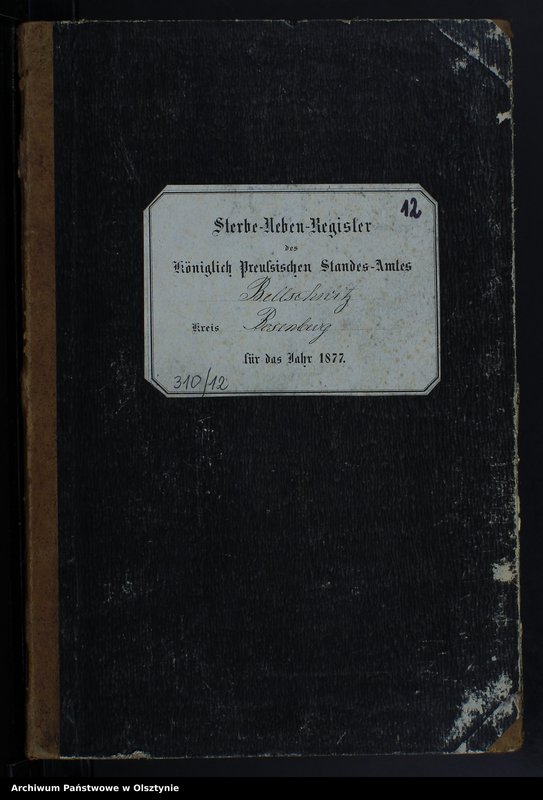 12
Sterbe-Neben-Register
des
Königlich Preußischen Standes-Amtes
Bellschwitz
Kreis Rosenberg
für das Jahr 1877.
310/12
Archiwum Państwowe w Olsztynie